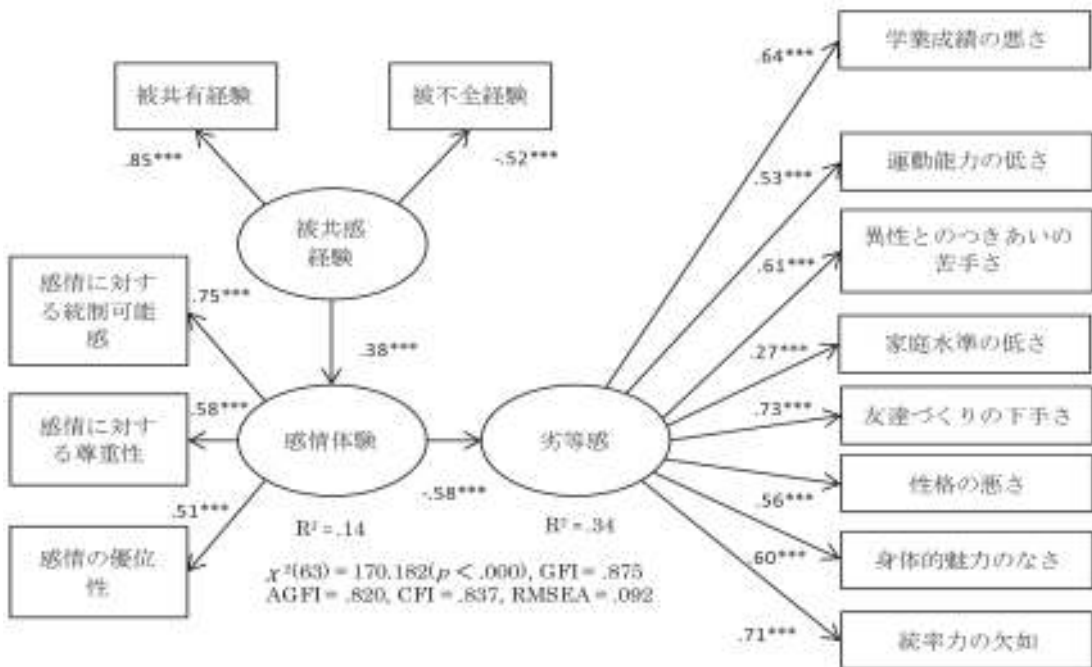 学業成績の悪さ
.64***
被共有経験
被不全経験
.85***
-.52***
運動能力の低さ
.53***
被共感
経験
異性とのつきあいの
苦手さ
.61***
感情に対す
る統制可能
感
.75***
.38***
.27***
家庭水準の低さ
.73***
友達づくりの下手さ
感情に対す
る尊重性
.58***
感情体験
-.58***
劣等感
性格の悪さ
.56***
.51***
R² = .14
R² = .34
感情の優位
性
.60***
身体的魅力のなさ
χ²(63) = 170.182(p < .000), GFI = .875
AGFI = .820, CFI = .837, RMSEA = .092
.71***
統率力の欠如